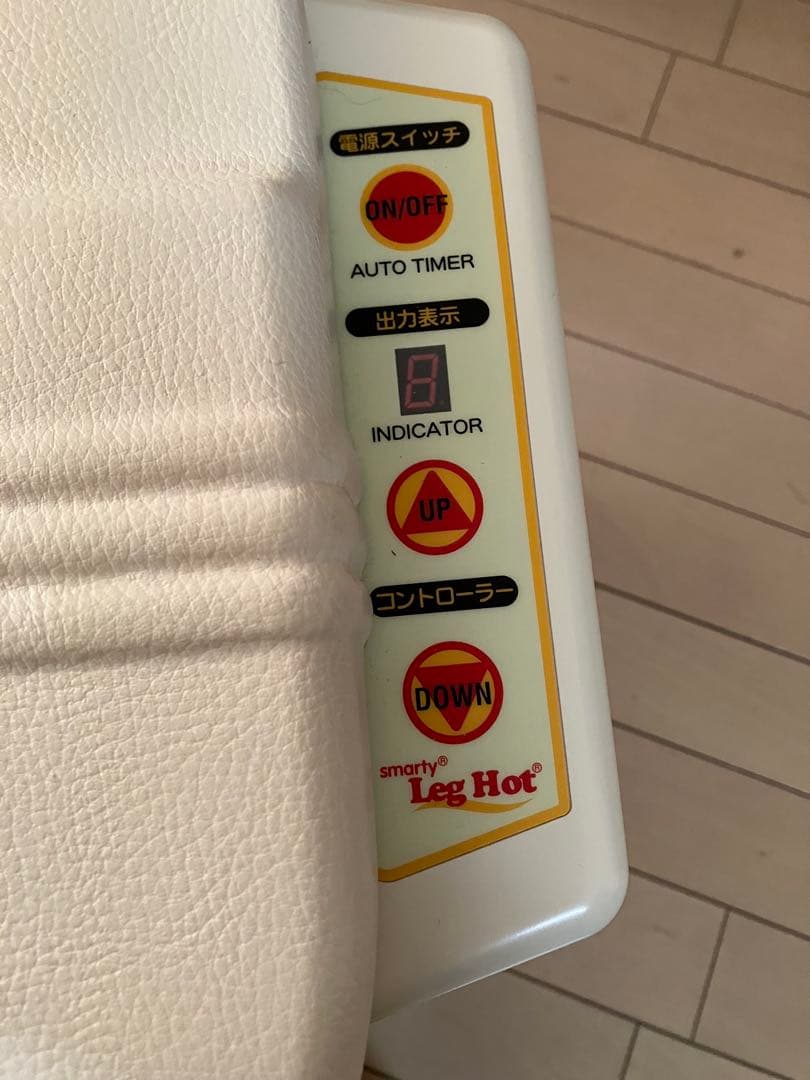 電源スイッチ
ON/OFF
AUTO TIMER
出力表示
8
INDICATOR
UP
コントローラー
DOWN
smarty®
Leg Hot®